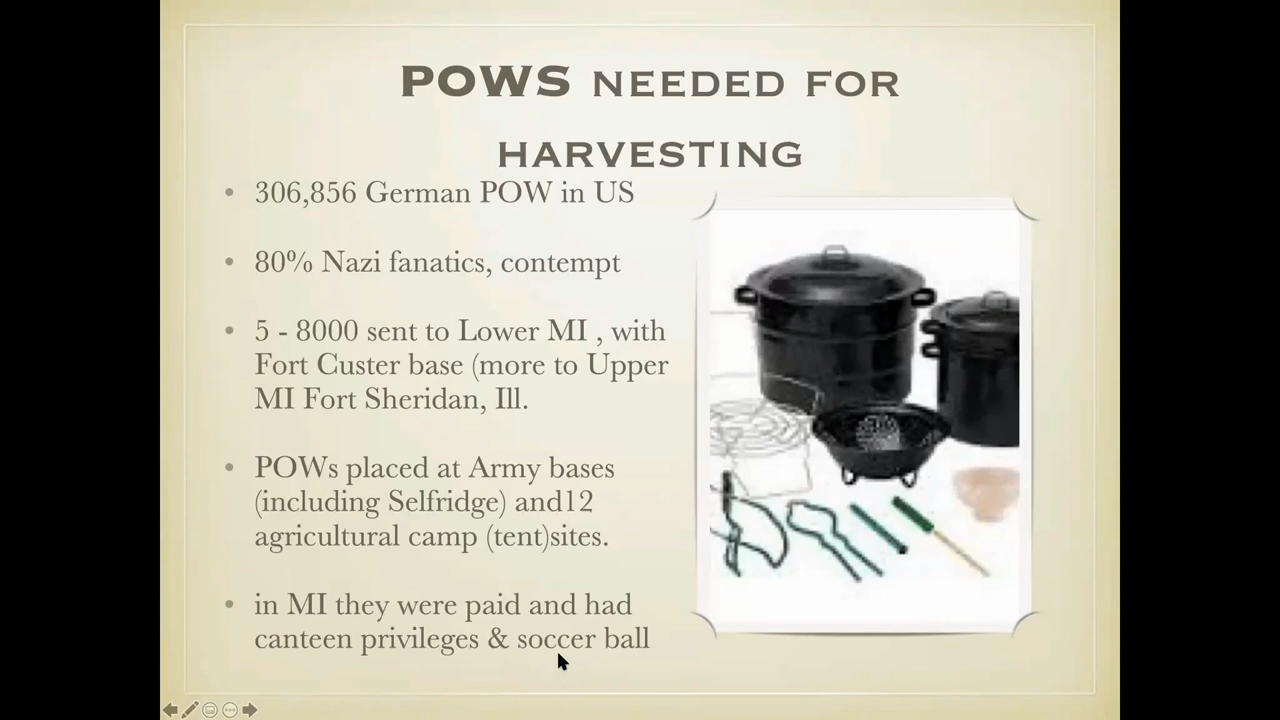 POWS NEEDED FOR
HARVESTING
• 306,856 German POW in US
• 80% Nazi fanatics, contempt
• 5 - 8000 sent to Lower MI , with
Fort Custer base (more to Upper
MI Fort Sheridan, Ill.
• POWs placed at Army bases
(including Selfridge) and12
agricultural camp (tent)sites.
• in MI they were paid and had
canteen privileges & soccer ball